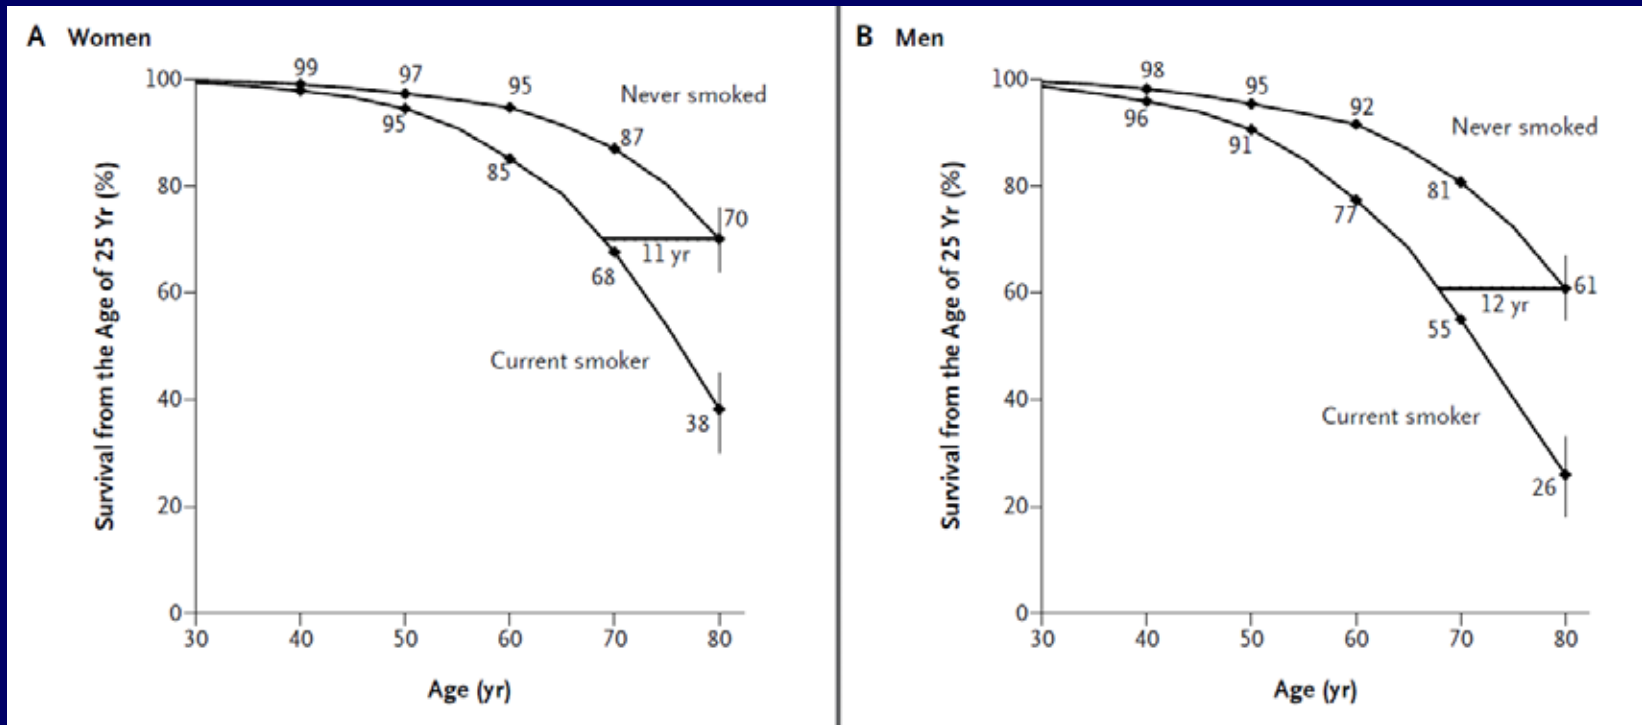 A Women
99
97
95
100
Never smoked
95
87
85
80
70
11 yr
68
60
Current smoker
40
38
20
0
30 40 50 60 70 80
Age (yr)
Survival from the Age of 25 Yr (%)
B Men
98
95
92
100
Never smoked
96
91
81
80
77
61
60
12 yr
55
Current smoker
40
26
20
0
30 40 50 60 70 80
Age (yr)
Survival from the Age of 25 Yr (%)